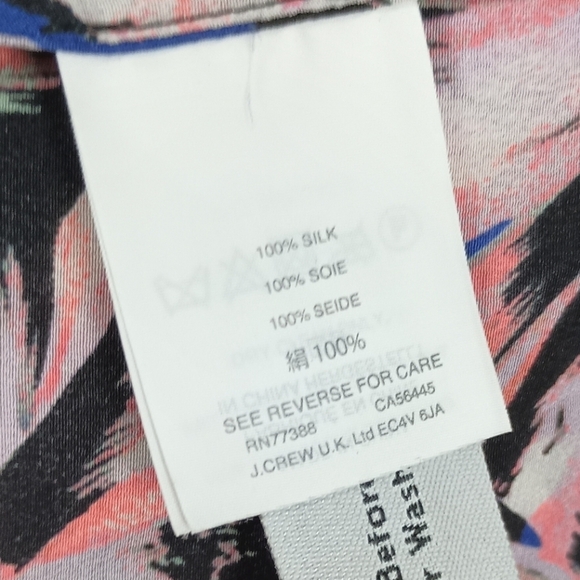 100% SILK
100% SOIE
100% SEIDE
絹 100%
SEE REVERSE FOR CARE
RN77388 CA56445
J.CREW U.K. Ltd EC4V 6JA